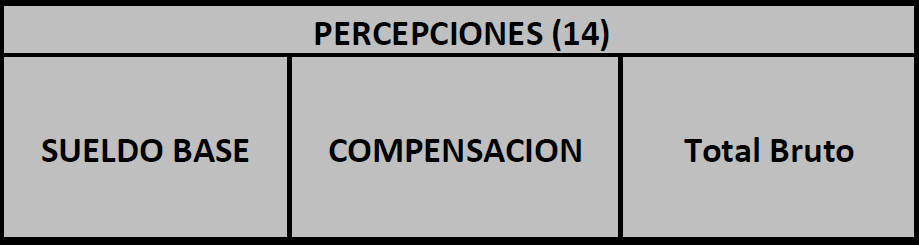 PERCEPCIONES (14)
SUELDO BASE
COMPENSACION
Total Bruto